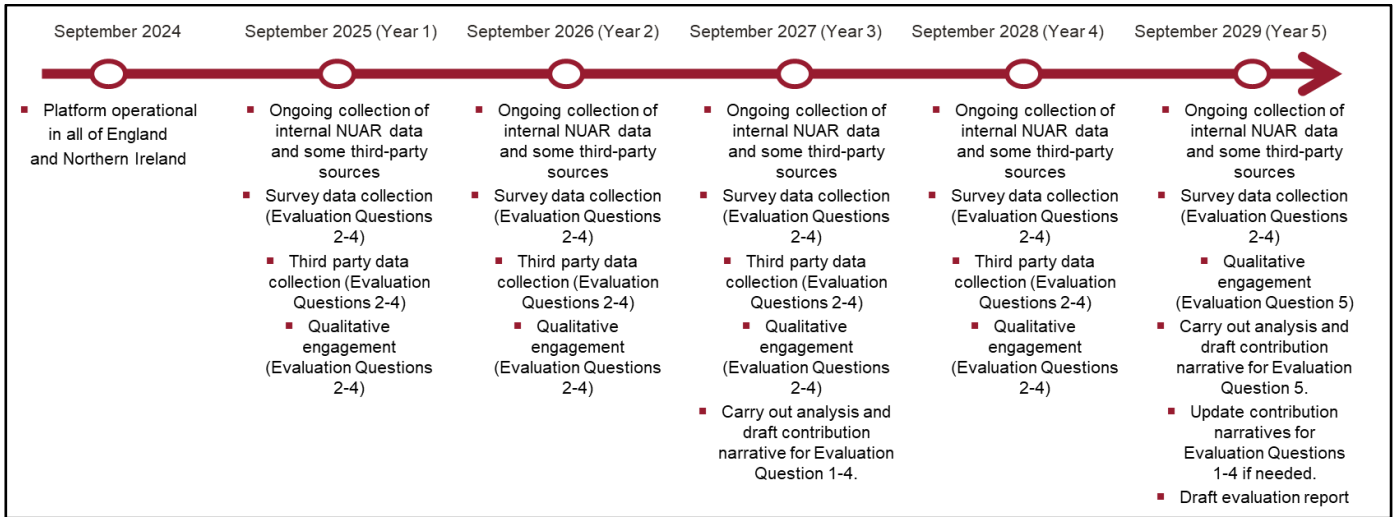 September 2024
September 2025 (Year 1)
September 2026 (Year 2)
September 2027 (Year 3)
September 2028 (Year 4)
September 2029 (Year 5)
▪ Platform operational
in all of England
and Northern Ireland
▪ Ongoing collection of
internal NUAR data
and some third-party
sources
▪ Survey data collection
(Evaluation Questions
2-4)
▪ Third party data
collection (Evaluation
Questions 2-4)
▪ Qualitative
engagement
(Evaluation Questions
2-4)
▪ Ongoing collection of
internal NUAR data
and some third-party
sources
▪ Survey data collection
(Evaluation Questions
2-4)
▪ Third party data
collection (Evaluation
Questions 2-4)
▪ Qualitative
engagement
(Evaluation Questions
2-4)
▪ Ongoing collection of
internal NUAR data
and some third-party
sources
▪ Survey data collection
(Evaluation Questions
2-4)
▪ Third party data
collection (Evaluation
Questions 2-4)
▪ Qualitative
engagement
(Evaluation Questions
2-4)
▪ Carry out analysis and
draft contribution
narrative for Evaluation
Question 1-4.
▪ Ongoing collection of
internal NUAR data
and some third-party
sources
▪ Survey data collection
(Evaluation Questions
2-4)
▪ Third party data
collection (Evaluation
Questions 2-4)
▪ Qualitative
engagement
(Evaluation Questions
2-4)
▪ Ongoing collection of
internal NUAR data
and some third-party
sources
▪ Survey data collection
(Evaluation Questions
2-4)
▪ Qualitative
engagement
(Evaluation Question 5)
▪ Carry out analysis and
draft contribution
narrative for Evaluation
Question 5.
▪ Update contribution
narratives for
Evaluation Questions
1-4 if needed.
▪ Draft evaluation report